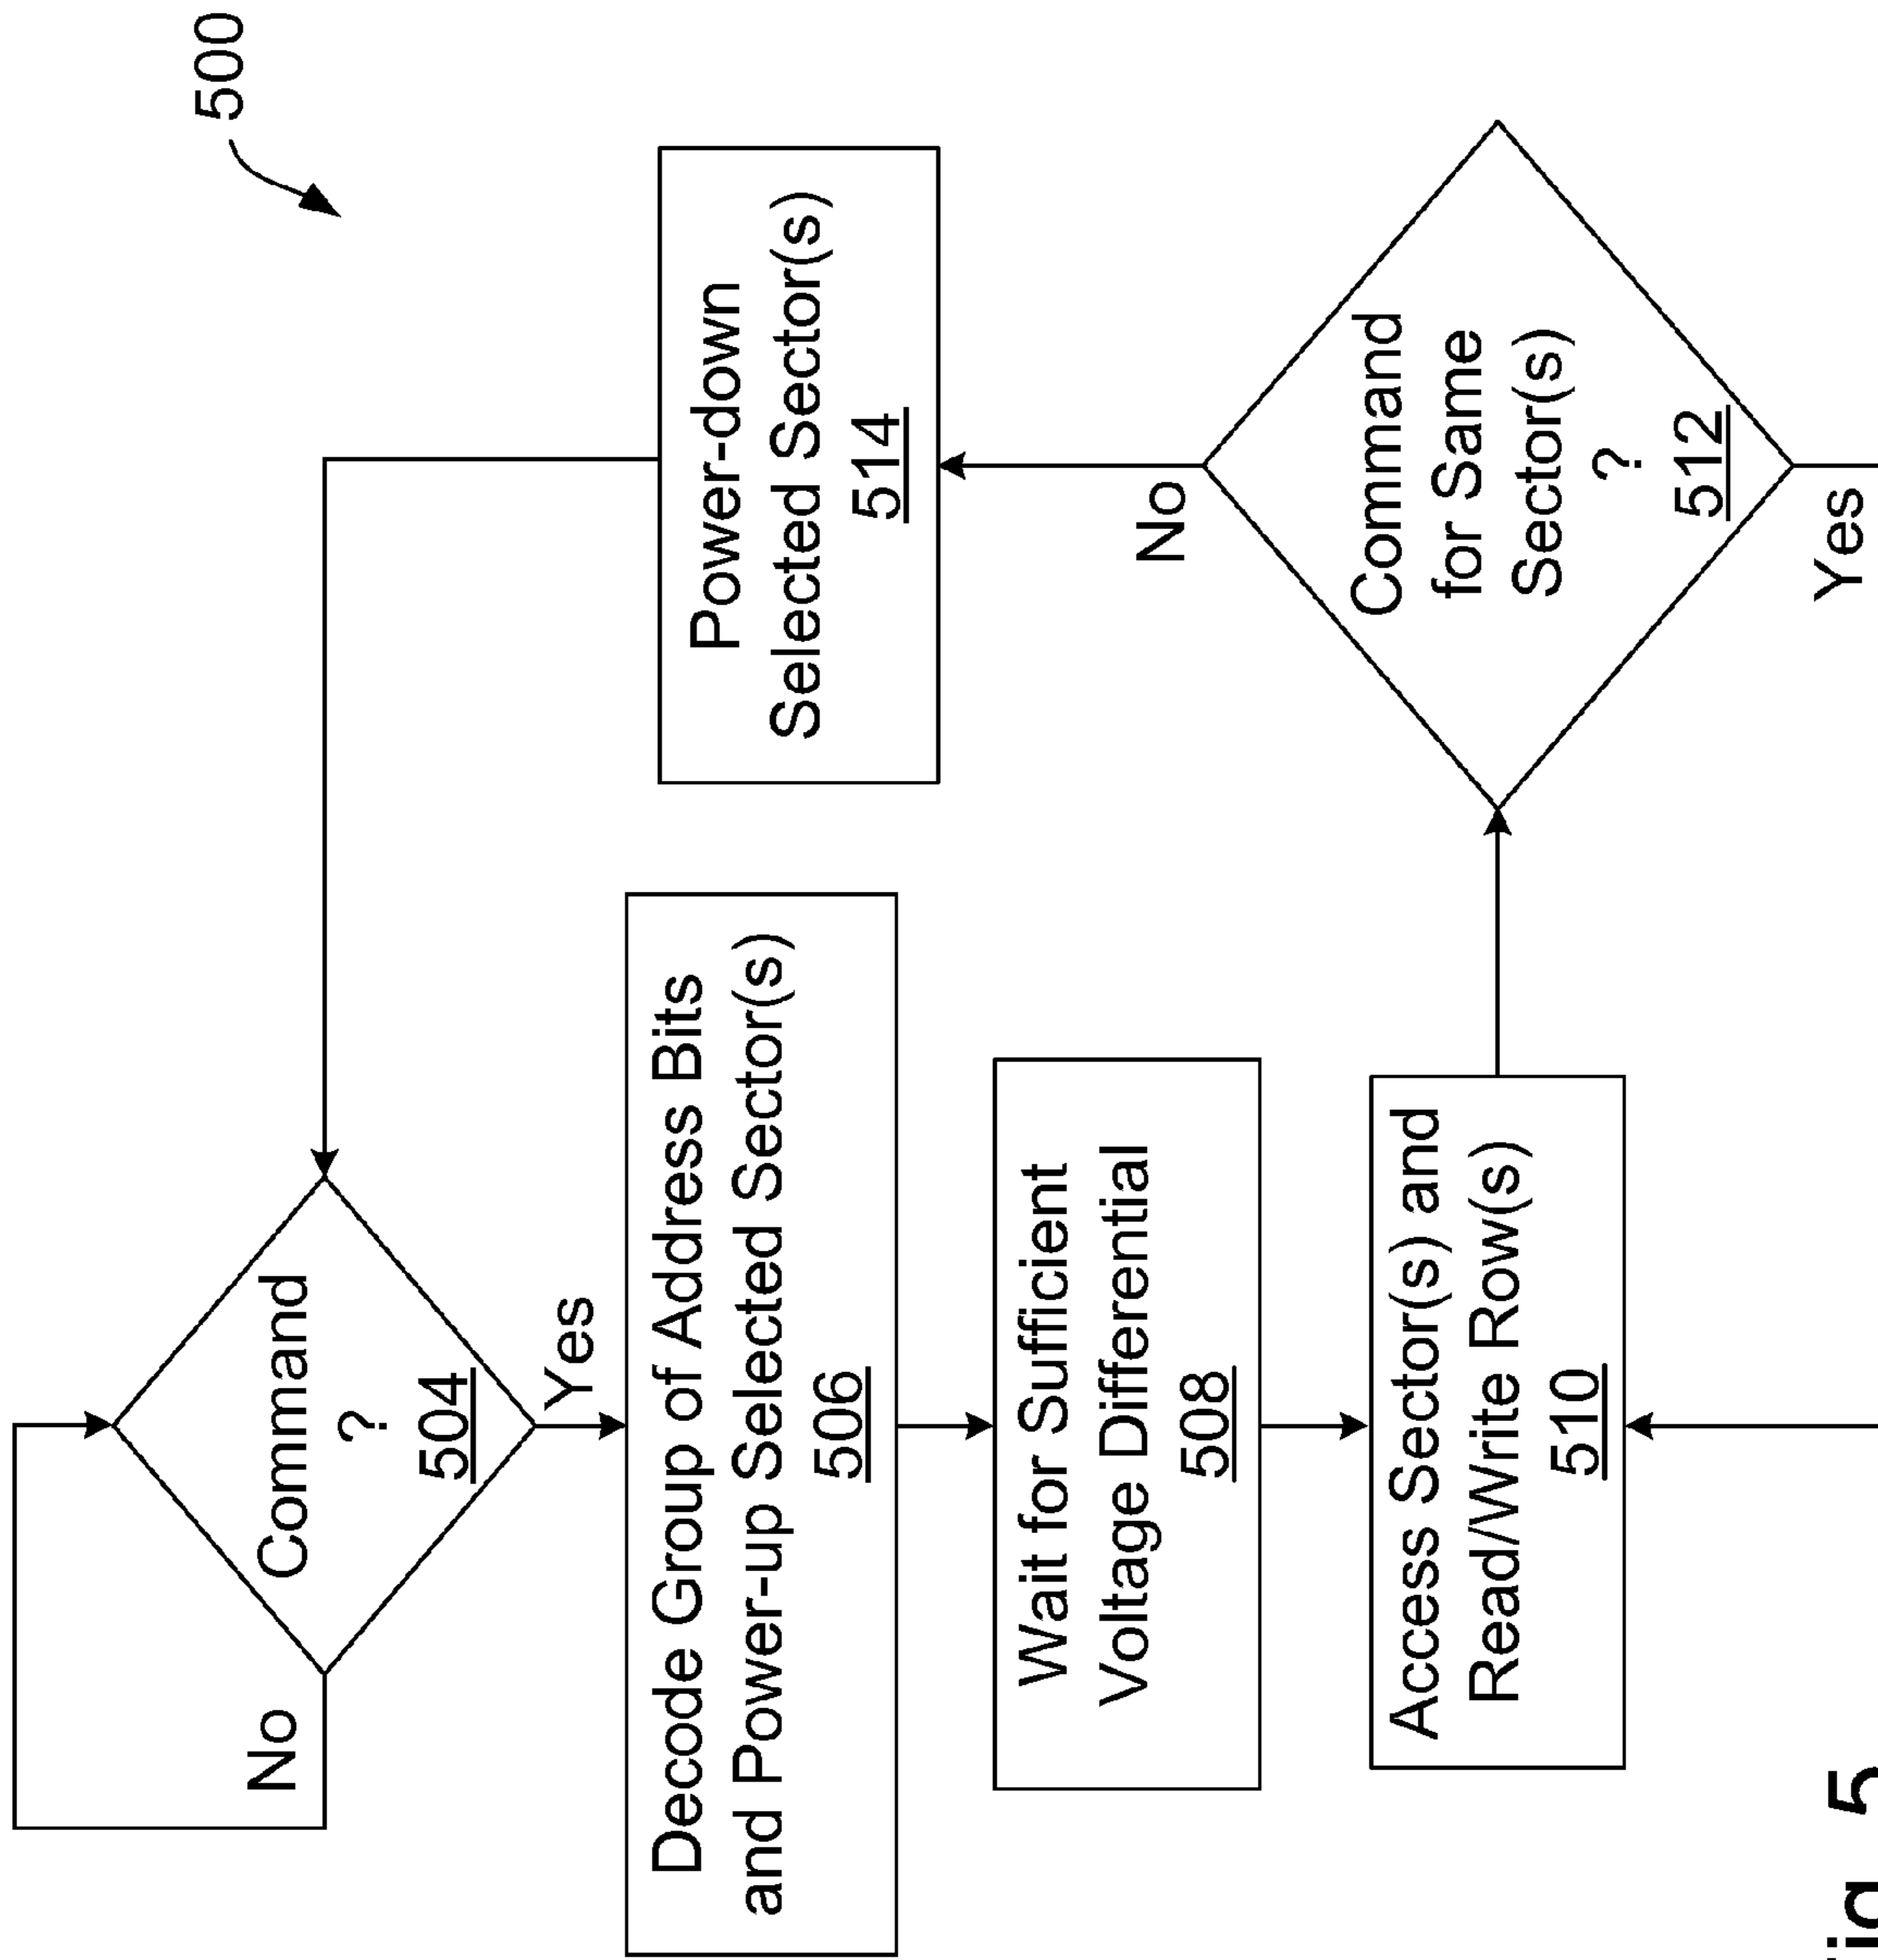 500
Command
?
504
No
Yes
Decode Group of Address Bits
and Power-up Selected Sector(s)
506
Wait for Sufficient
Voltage Differential
508
Access Sector(s) and
Read/Write Row(s)
510
Command
for Same
Sector(s)
?
512
No
Yes
Power-down
Selected Sector(s)
514
ig. 5